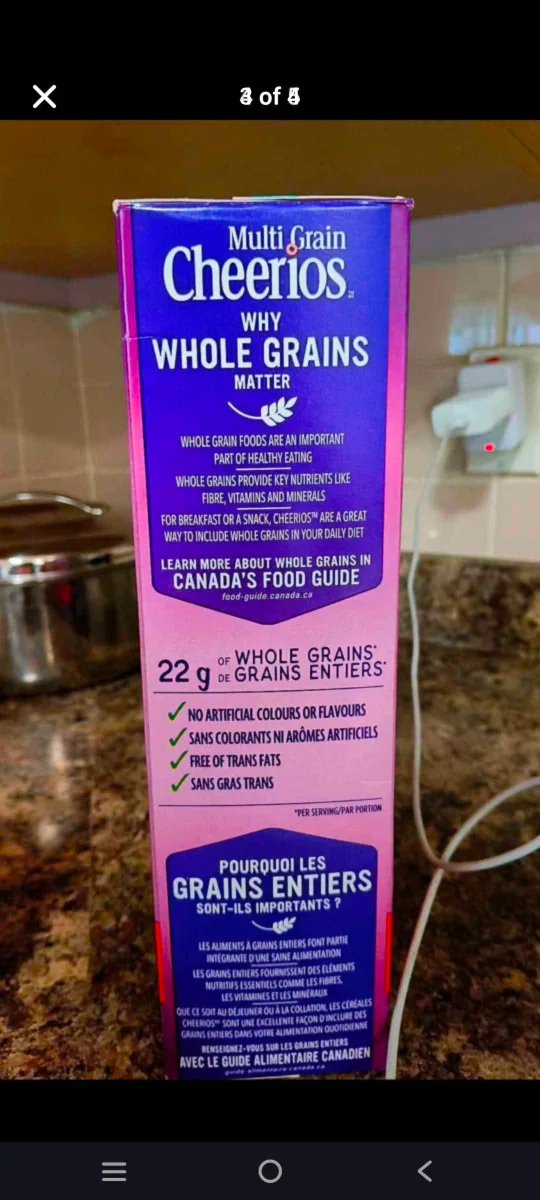 of
Multi Grain
Cheerios
WHY
WHOLE GRAINS
MATTER
WHOLE GRAIN FOODS ARE AN IMPORTANT
PART OF HEALTHY EATING
WHOLE GRAINS PROVIDE KEY NUTRIENTS LIKE
FIBRE, VITAMINS AND MINERALS
FOR BREAKFAST OR A SNACK, CHEERIOS™ ARE A GREAT
WAY TO INCLUDE WHOLE GRAINS IN YOUR DAILY DIET
LEARN MORE ABOUT WHOLE GRAINS IN
CANADA'S FOOD GUIDE
food-guide.canada.ca
22 g OF WHOLE GRAINS*
DE GRAINS ENTIERS*
NO ARTIFICIAL COLOURS OR FLAVOURS
SANS COLORANTS NI ARÔMES ARTIFICIELS
FREE OF TRANS FATS
SANS GRAS TRANS
*PER SERVING/PAR PORTION
POURQUOI LES
GRAINS ENTIERS
SONT-ILS IMPORTANTS ?
LES ALIMENTS À GRAINS ENTIERS FONT PARTIE
INTÉGRANTE D'UNE SAINE ALIMENTATION
LES GRAINS ENTIERS FOURNISSENT DES ÉLÉMENTS
NUTRITIFS ESSENTIELS COMME LES FIBRES,
LES VITAMINES ET LES MINÉRAUX
QUE CE SOIT AU DÉJEUNER OU À LA COLLATION, LES CÉRÉALES
CHEERIOS™ SONT UNE EXCELLENTE FAÇON D'INCLURE DES
GRAINS ENTIERS DANS VOTRE ALIMENTATION QUOTIDIENNE
RENSEIGNEZ-VOUS SUR LES GRAINS ENTIERS
AVEC LE GUIDE ALIMENTAIRE CANADIEN
guide-alimentaire.canada.ca